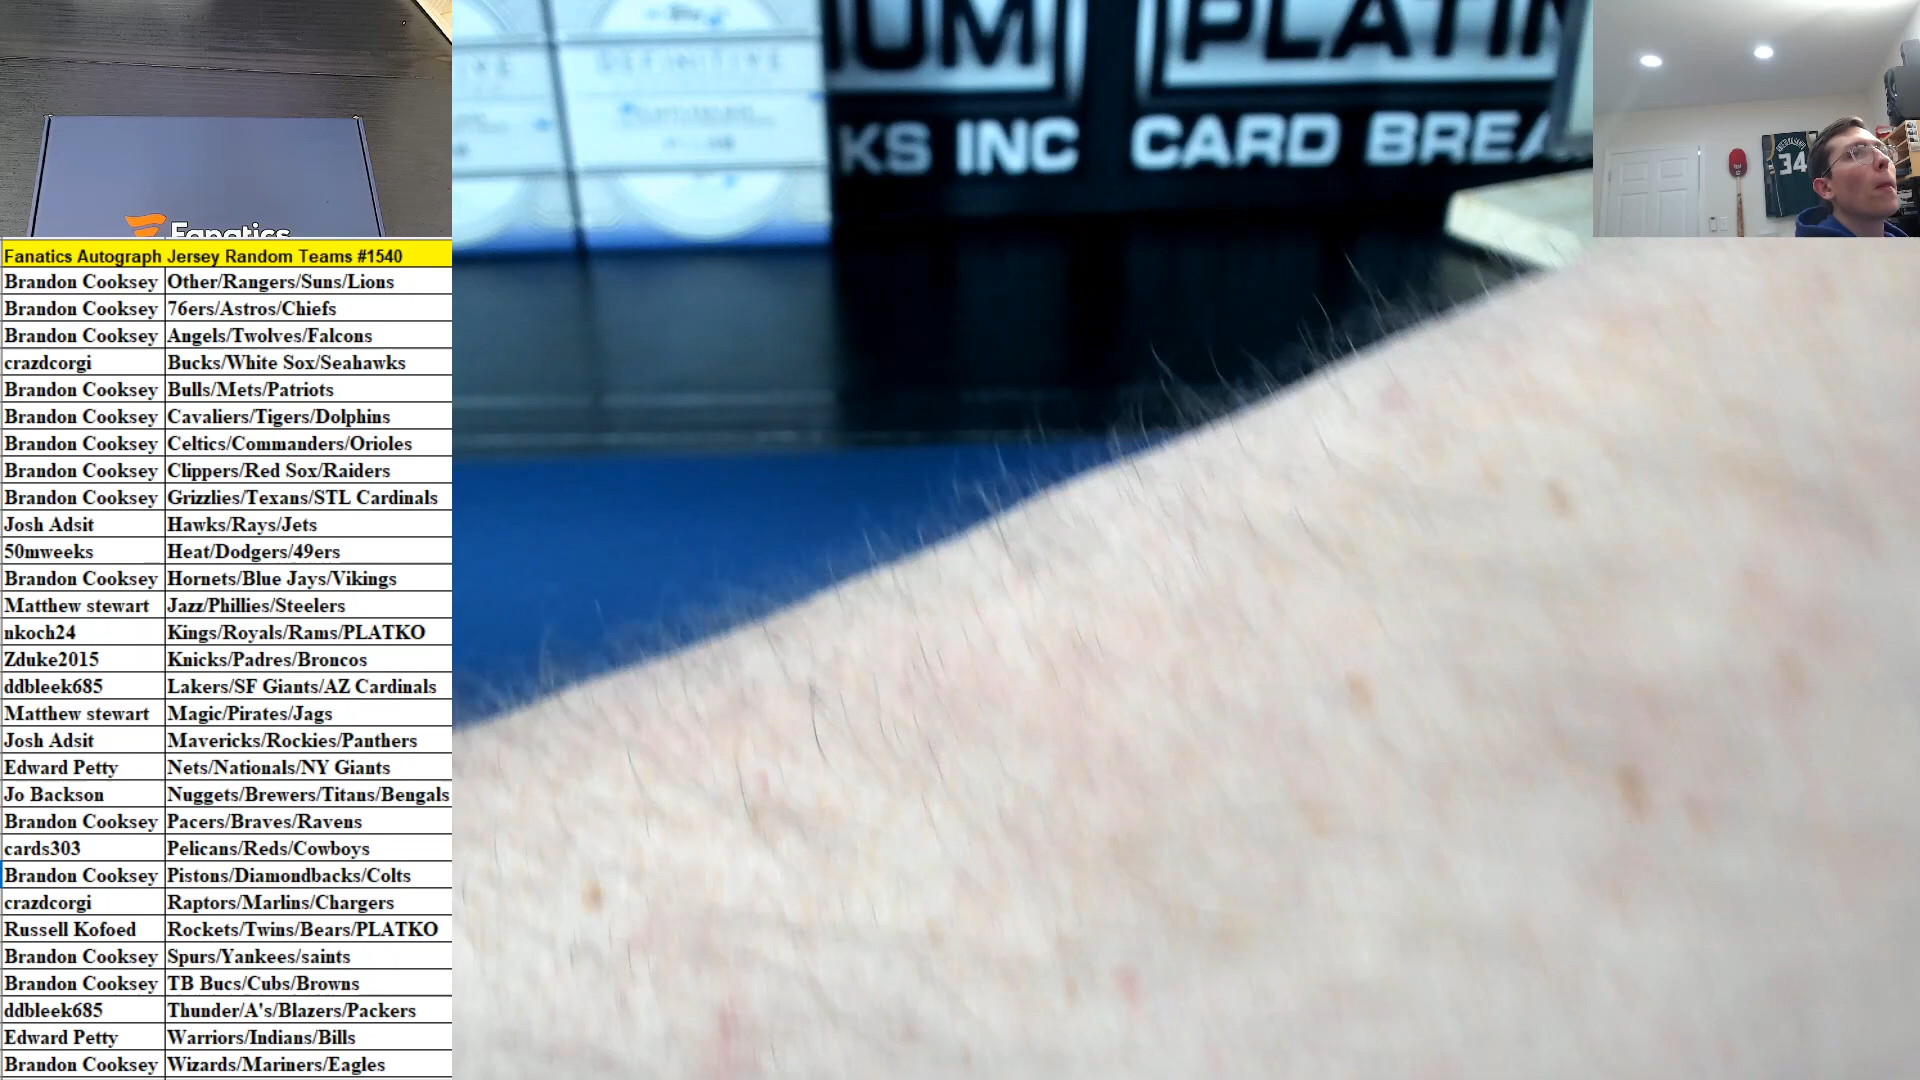 Fanatics
DEFINITIVE
UM PLATIN
KS INC CARD BREA
34
Fanatics Autograph Jersey Random Teams #1540
Brandon Cooksey Other/Rangers/Suns/Lions
Brandon Cooksey 76ers/Astros/Chiefs
Brandon Cooksey Angels/Twolves/Falcons
crazdcorgi Bucks/White Sox/Seahawks
Brandon Cooksey Bulls/Mets/Patriots
Brandon Cooksey Cavaliers/Tigers/Dolphins
Brandon Cooksey Celtics/Commanders/Orioles
Brandon Cooksey Clippers/Red Sox/Raiders
Brandon Cooksey Grizzlies/Texans/STL Cardinals
Josh Adsit Hawks/Rays/Jets
50mweeks Heat/Dodgers/49ers
Brandon Cooksey Hornets/Blue Jays/Vikings
Matthew stewart Jazz/Phillies/Steelers
nkoch24 Kings/Royals/Rams/PLATKO
Zduke2015 Knicks/Padres/Broncos
ddbleek685 Lakers/SF Giants/AZ Cardinals
Matthew stewart Magic/Pirates/Jags
Josh Adsit Mavericks/Rockies/Panthers
Edward Petty Nets/Nationals/NY Giants
Jo Backson Nuggets/Brewers/Titans/Bengals
Brandon Cooksey Pacers/Braves/Ravens
cards303 Pelicans/Reds/Cowboys
Brandon Cooksey Pistons/Diamondbacks/Colts
crazdcorgi Raptors/Marlins/Chargers
Russell Kofoed Rockets/Twins/Bears/PLATKO
Brandon Cooksey Spurs/Yankees/saints
Brandon Cooksey TB Bucs/Cubs/Browns
ddbleek685 Thunder/A's/Blazers/Packers
Edward Petty Warriors/Indians/Bills
Brandon Cooksey Wizards/Mariners/Eagles